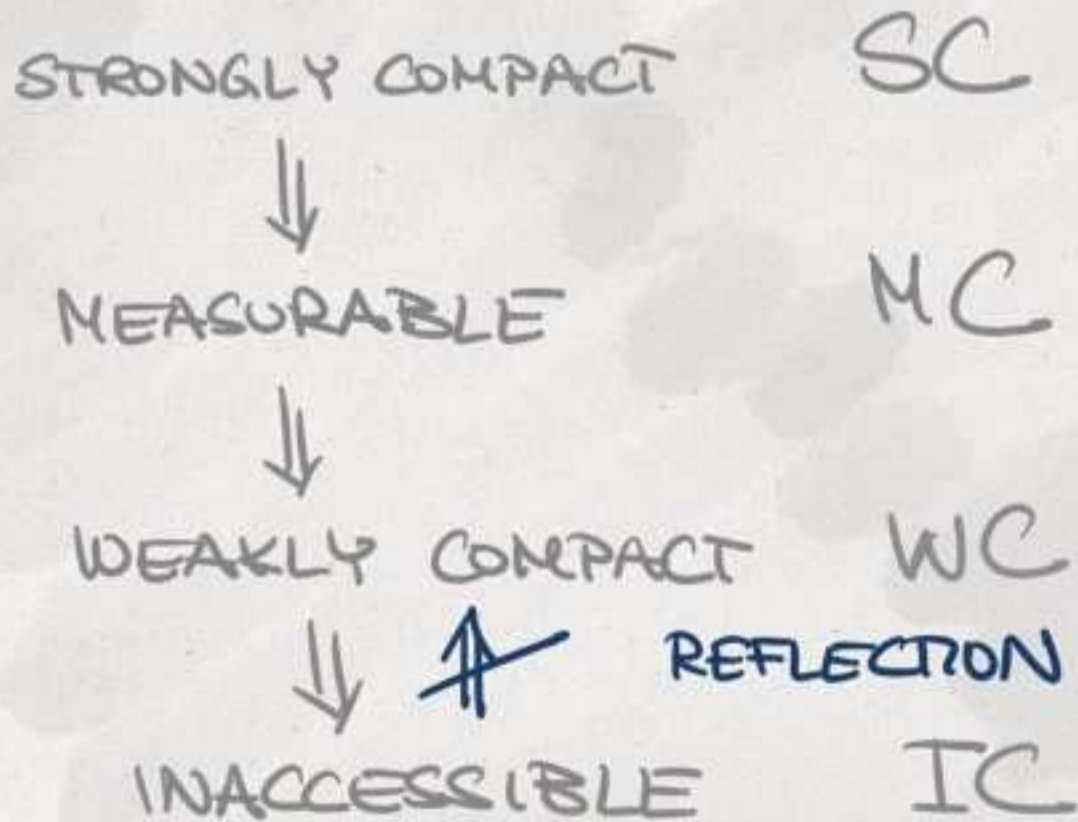 STRONGLY COMPACT SC
⇓
MEASURABLE MC
⇓
WEAKLY COMPACT WC
⇓ ⇑̸ REFLECTION
INACCESSIBLE IC